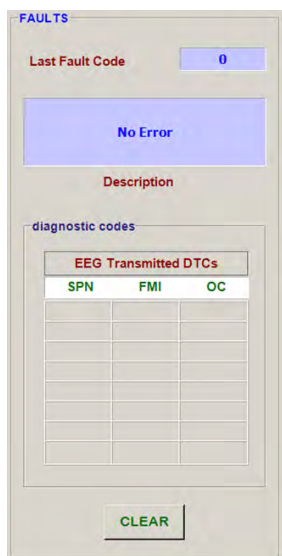 FAULTS
Last Fault Code 0
No Error
Description
diagnostic codes
EEG Transmitted DTCs
SPN FMI OC
CLEAR